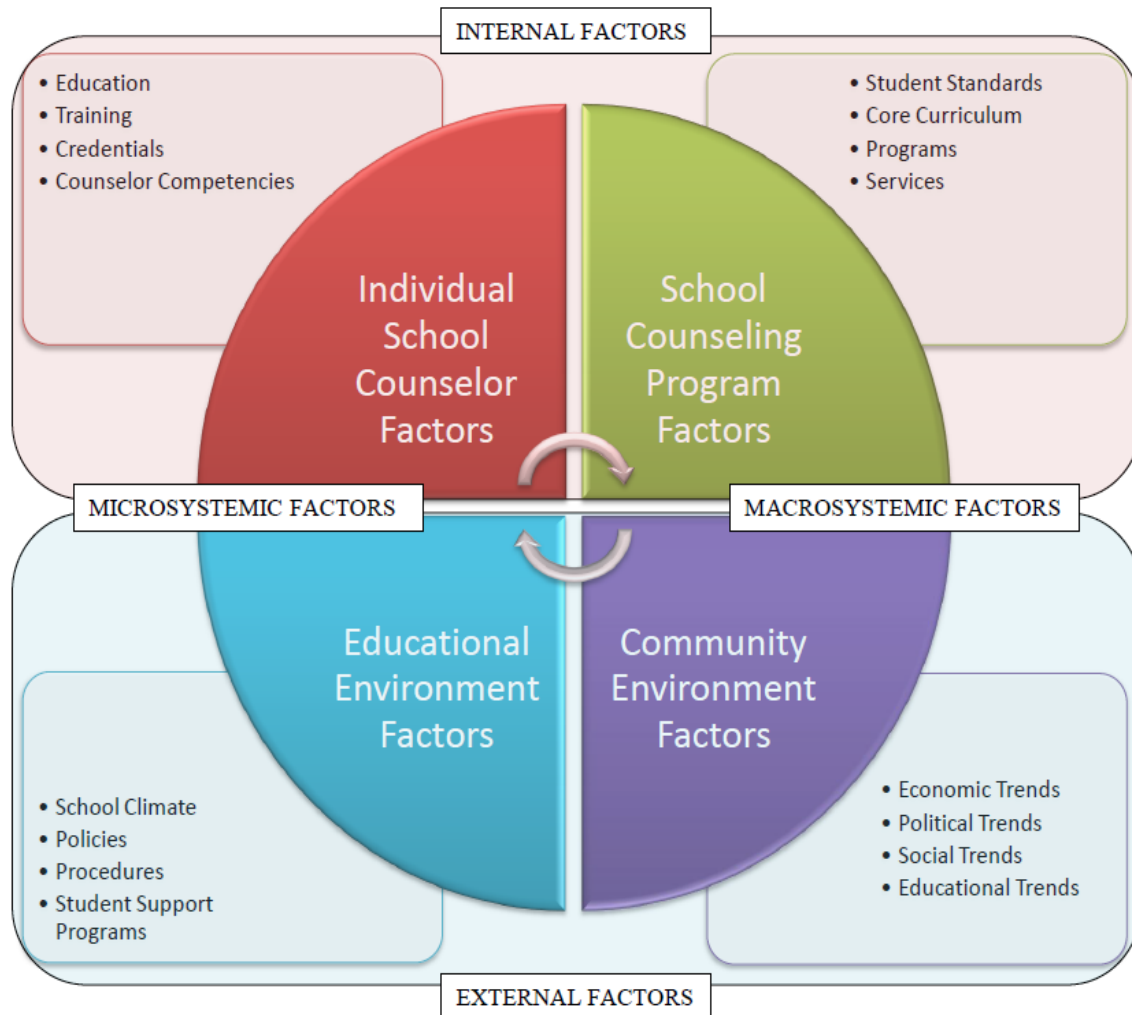 INTERNAL FACTORS
• Education
• Training
• Credentials
• Counselor Competencies
• Student Standards
• Core Curriculum
• Programs
• Services
Individual
School
Counselor
Factors
School
Counseling
Program
Factors
MICROSYSTEMIC FACTORS
MACROSYSTEMIC FACTORS
Educational
Environment
Factors
Community
Environment
Factors
• School Climate
• Policies
• Procedures
• Student Support
Programs
• Economic Trends
• Political Trends
• Social Trends
• Educational Trends
EXTERNAL FACTORS